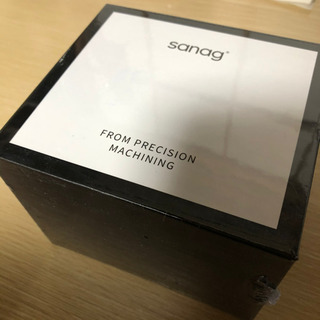 sanag®
FROM PRECISION
MACHINING